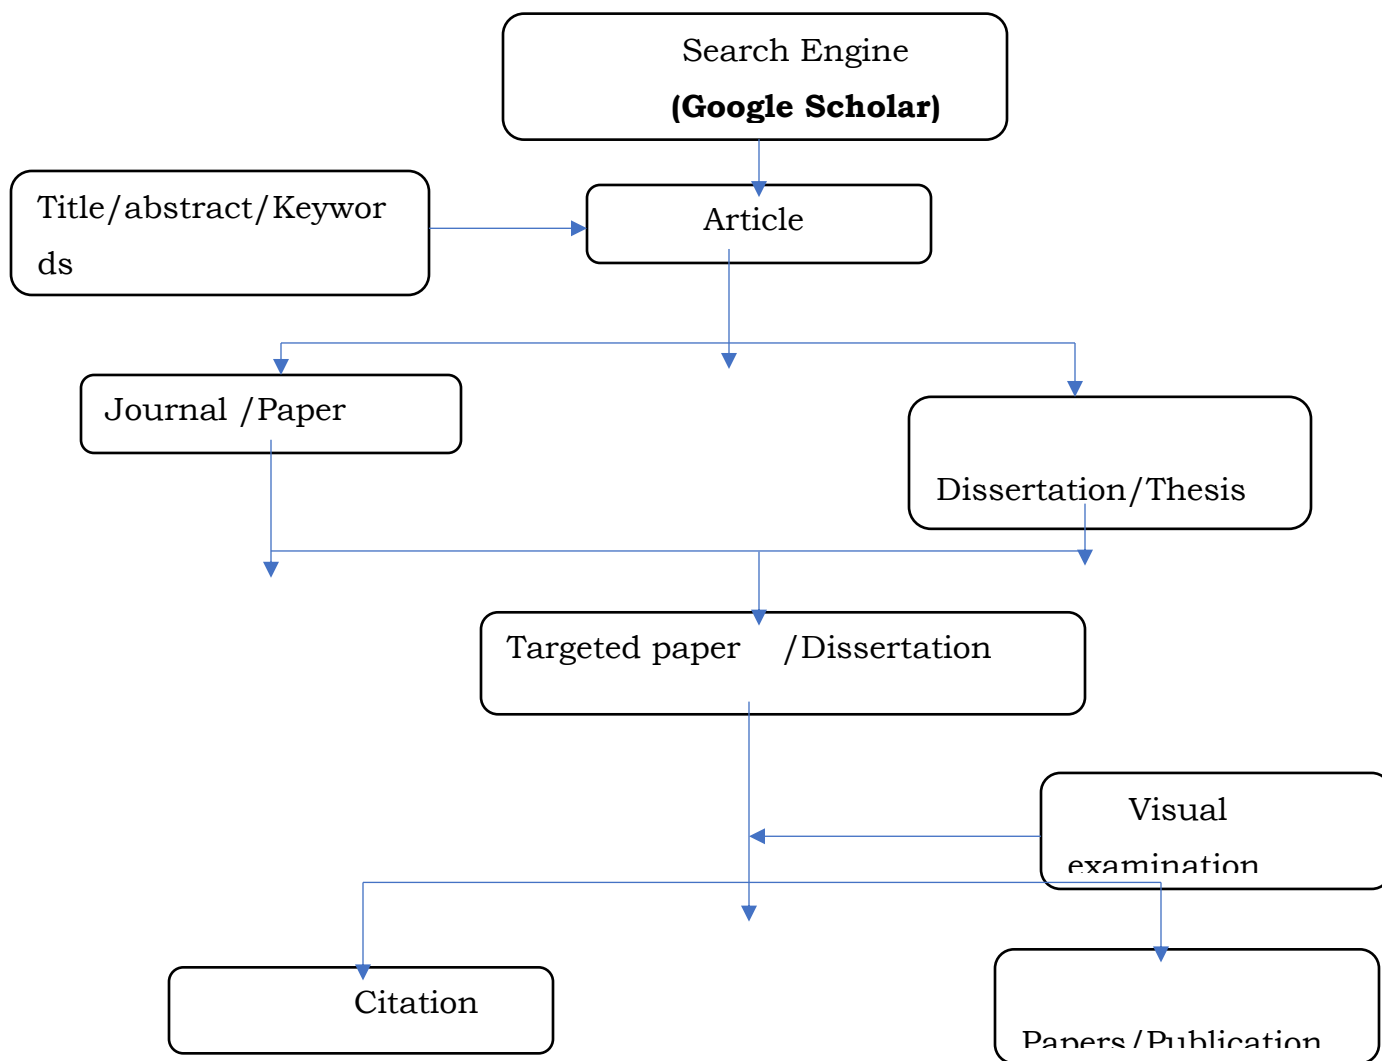 Search Engine
(Google Scholar)
Title/abstract/Keywor
ds
Article
Journal /Paper
Dissertation/Thesis
Targeted paper /Dissertation
Visual
examination
Citation
Papers/Publication